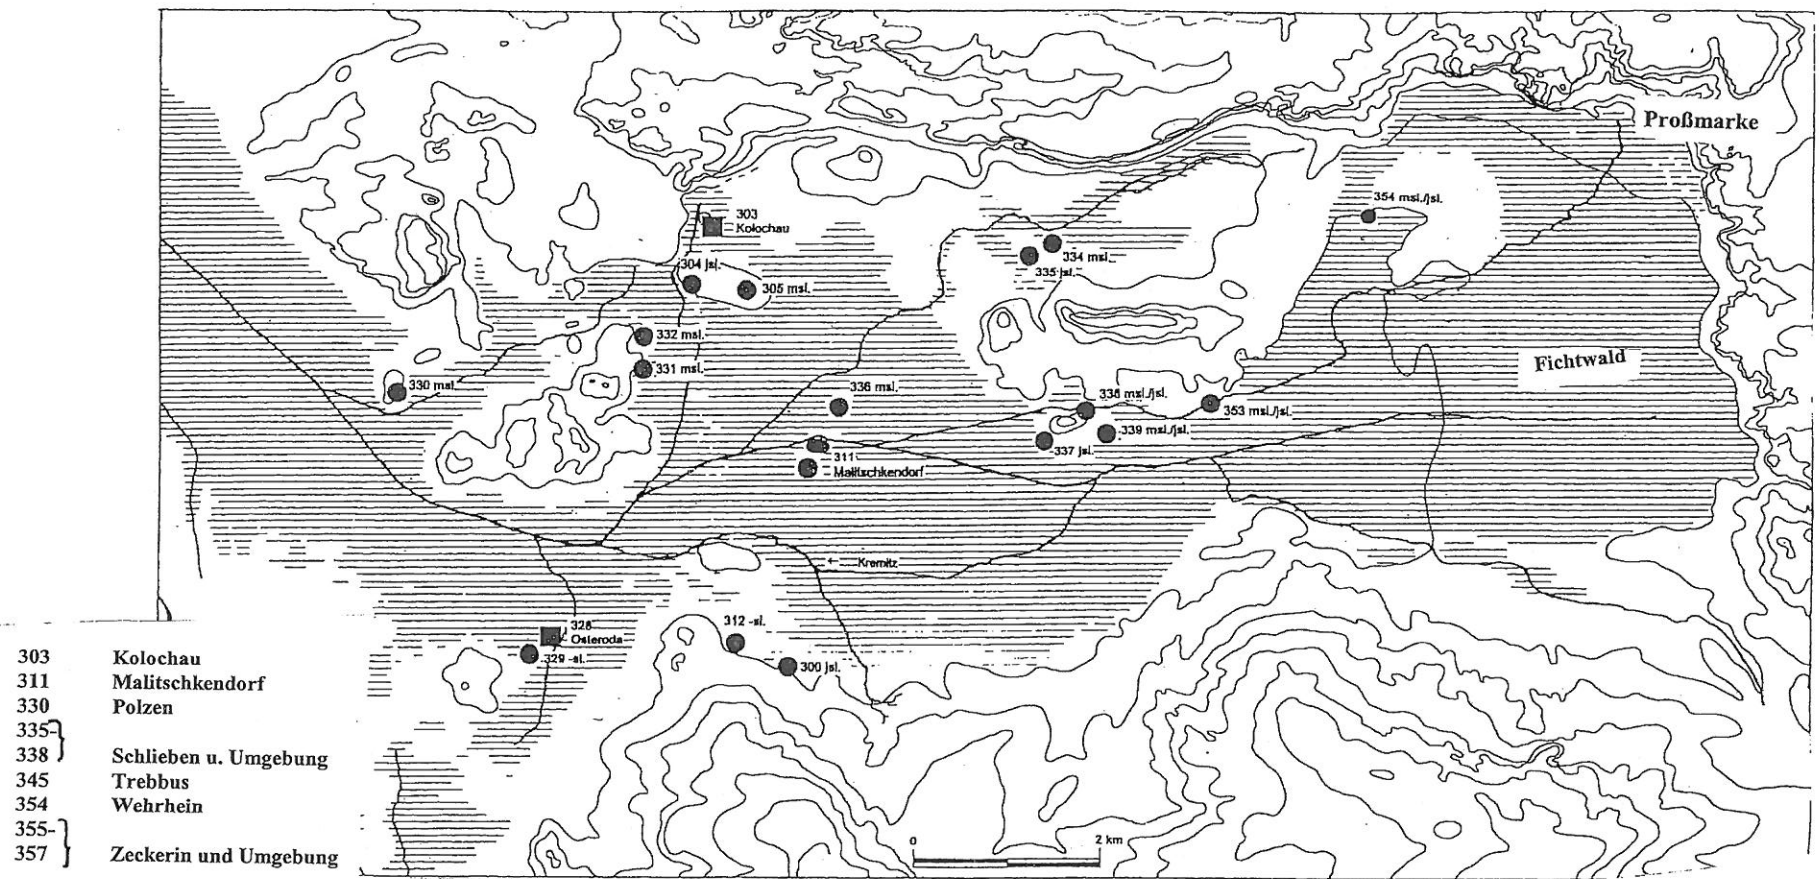 Proßmarke
354 msl./jsl.
303
Kolochau
334 msl.
335 jsl.
304 jsl.
305 msl.
332 msl.
331 msl.
Fichtwald
330 msl.
336 msl.
338 msl./jsl.
353 msl./jsl.
339 msl./jsl.
337 jsl.
311
Malitschkendorf
← Kremitz
328
Osteroda
329 -sl.
312 -sl.
300 jsl.
0 2 km
303 Kolochau
311 Malitschkendorf
330 Polzen
335-
338 Schlieben u. Umgebung
345 Trebbus
354 Wehrhein
355-
357 Zeckerin und Umgebung